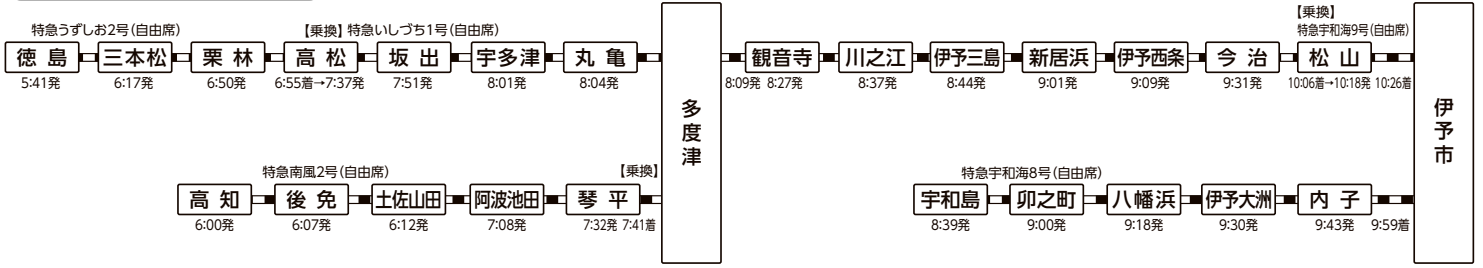 特急うずしお2号(自由席)
【乗換】特急いしづち1号(自由席)
【乗換】
特急宇和海9号(自由席)
徳島 三本松 栗林 高松 坂出 宇多津 丸亀 観音寺 川之江 伊予三島 新居浜 伊予西条 今治 松山
5:41発 6:17発 6:50発 6:55着→7:37発 7:51発 8:01発 8:04発 8:09発 8:27発 8:37発 8:44発 9:01発 9:09発 9:31発 10:06着→10:18発 10:26着
多度津
伊予市
特急南風2号(自由席)
【乗換】
特急宇和海8号(自由席)
高知 後免 土佐山田 阿波池田 琴平 宇和島 卯之町 八幡浜 伊予大洲 内子
6:00発 6:07発 6:12発 7:08発 7:32発 7:41着 8:39発 9:00発 9:18発 9:30発 9:43発 9:59着